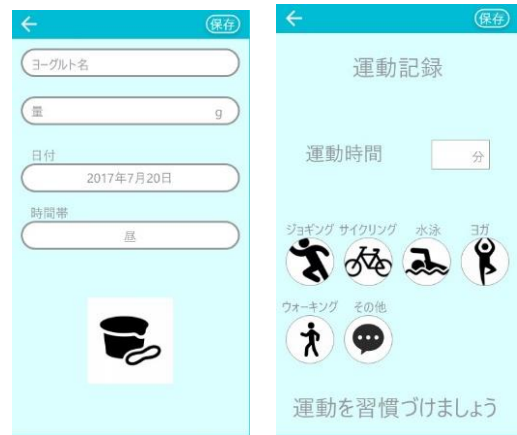 保存
ヨーグルト名
量 g
日付
2017年7月20日
時間帯
昼
保存
運動記録
運動時間 分
ジョギング サイクリング 水泳 ヨガ
ウォーキング その他
運動を習慣づけましょう